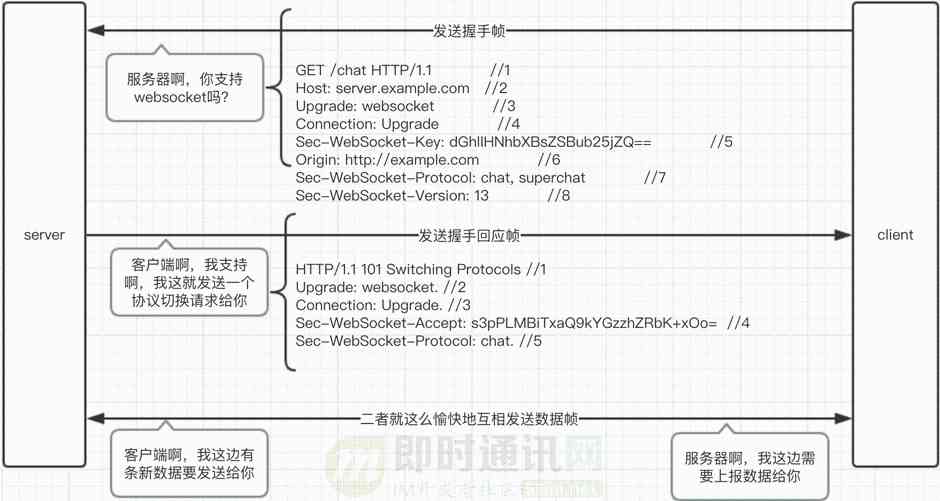 发送握手帧
服务器啊，你支持
websocket吗?
GET /chat HTTP/1.1 //1
Host: server.example.com //2
Upgrade: websocket //3
Connection: Upgrade //4
Sec-WebSocket-Key: dGhlIHNhbXBsZSBub25jZQ== //5
Origin: http://example.com //6
Sec-WebSocket-Protocol: chat, superchat //7
Sec-WebSocket-Version: 13 //8
server
发送握手回应帧
client
客户端啊，我支持
啊，我这就发送一个
协议切换请求给你
HTTP/1.1 101 Switching Protocols //1
Upgrade: websocket. //2
Connection: Upgrade. //3
Sec-WebSocket-Accept: s3pPLMBiTxaQ9kYGzzhZRbK+xOo= //4
Sec-WebSocket-Protocol: chat. //5
二者就这么愉快地互相发送数据帧
客户端啊，我这边有
条新数据要发送给你
即时通讯网
服务器啊，我这边需
要上报数据给你